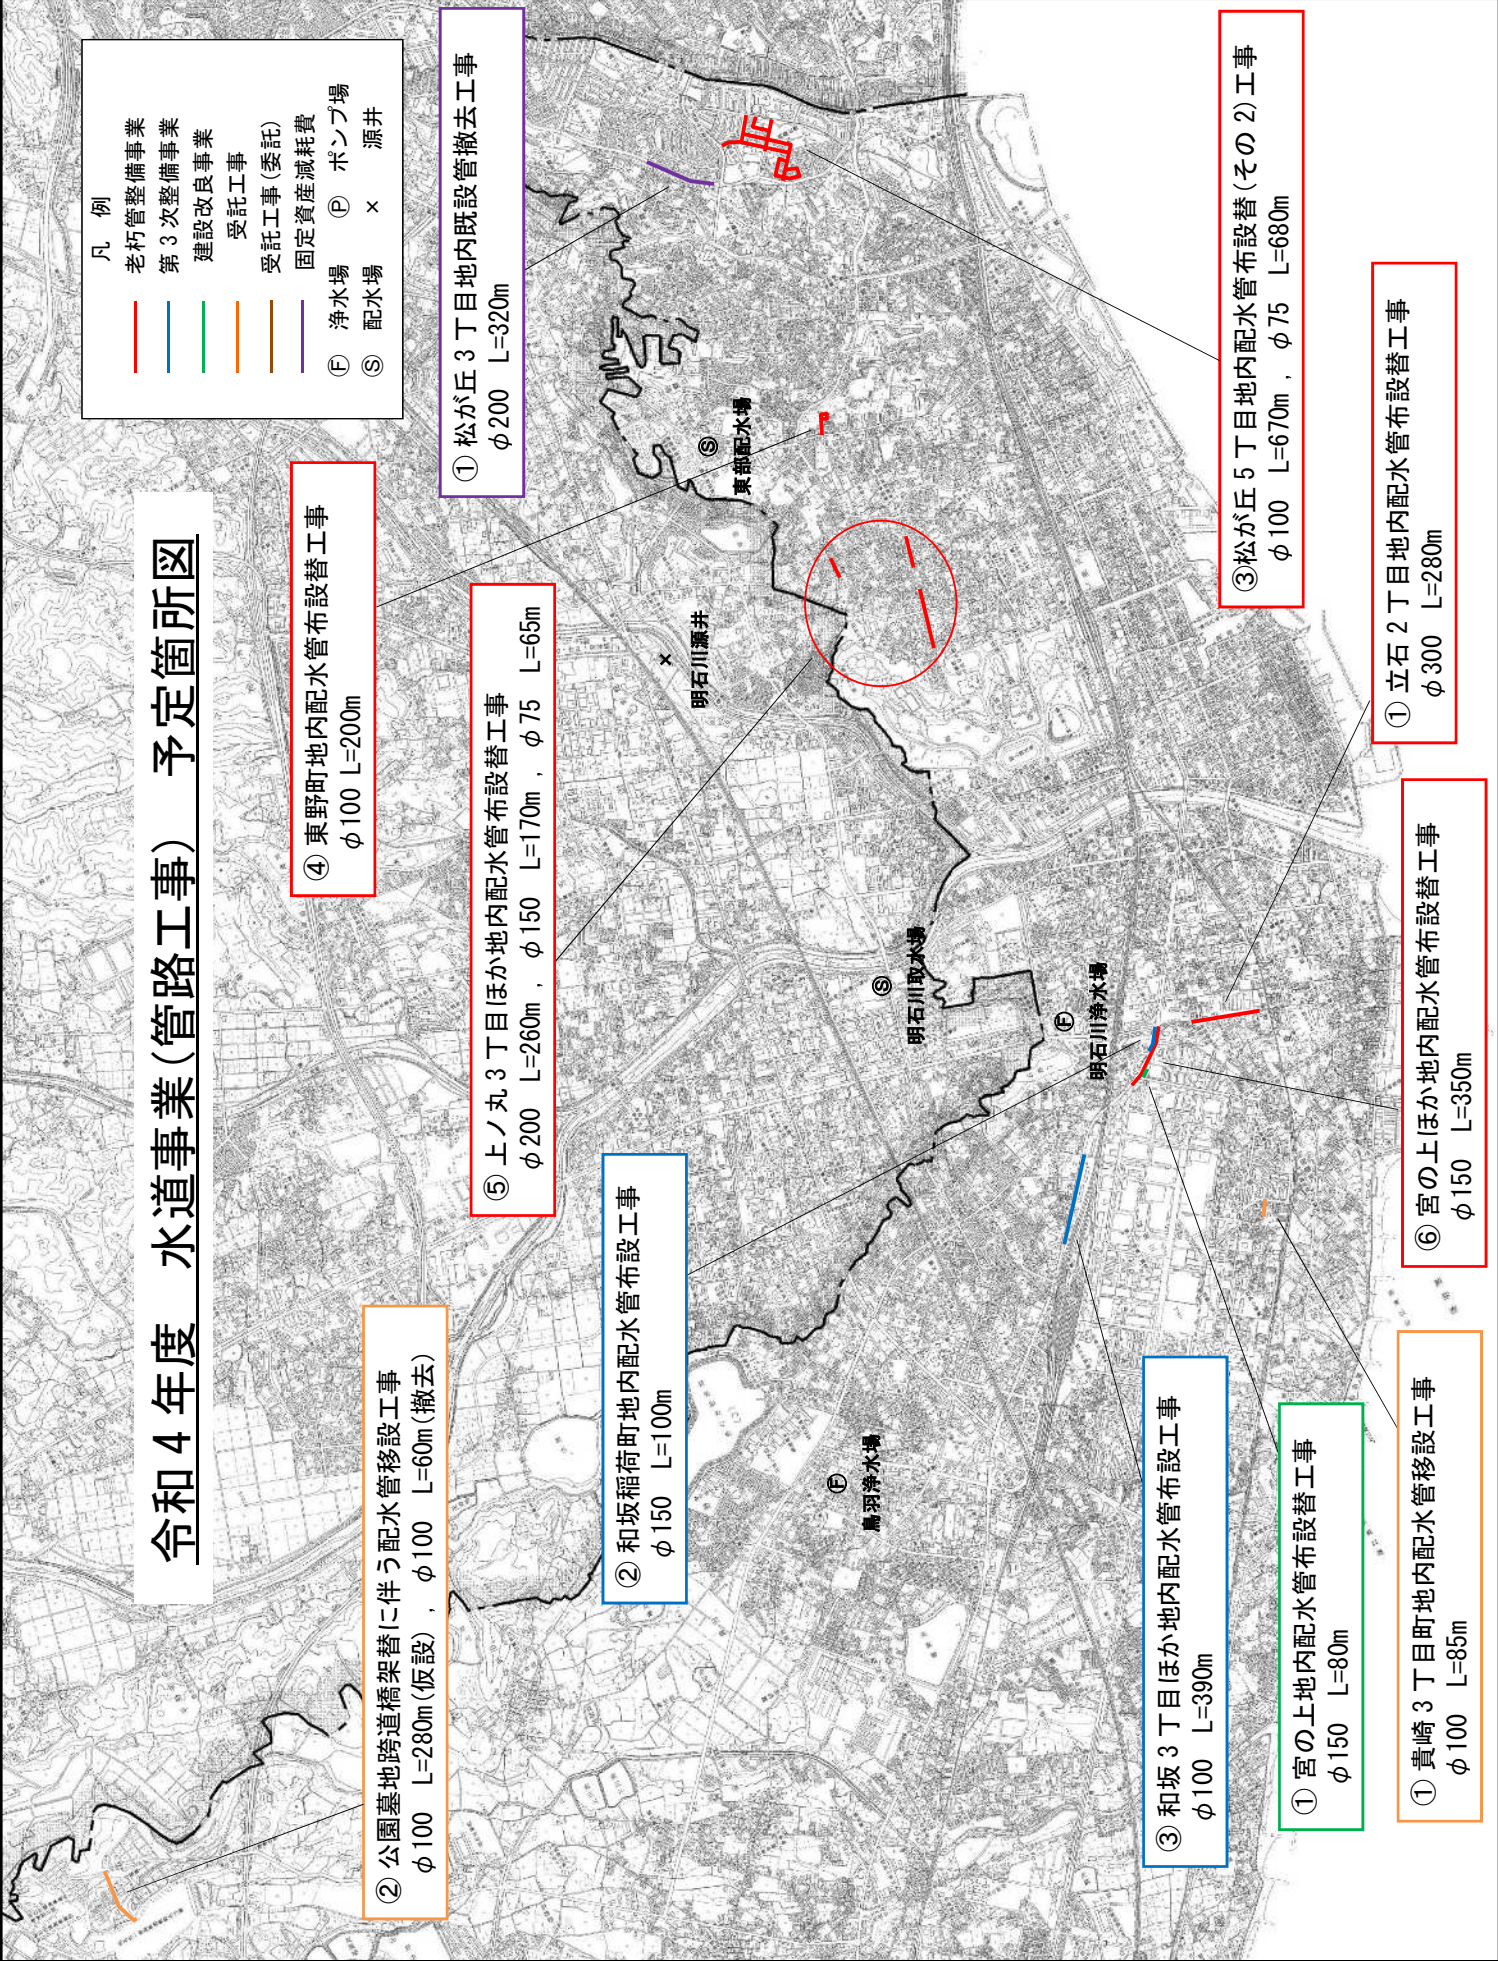 令和４年度　水道事業（管路工事）　予定箇所図
凡　例
老朽管整備事業
第３次整備事業
建設改良事業
受託工事
受託工事（委託）
固定資産減耗費
Ⓕ 浄水場　Ⓟ ポンプ場
Ⓢ 配水場　× 源井
② 公園墓地跨道橋架替に伴う配水管移設工事
φ100　L=280m（仮設）, φ100　L=60m（撤去）
④ 東野町地内配水管布設替工事
φ100 L=200m
① 松が丘３丁目地内既設管撤去工事
φ200　L=320m
⑤ 上ノ丸３丁目ほか地内配水管布設替工事
φ200　L=260m , φ150　L=170m , φ75　L=65m
② 和坂稲荷町地内配水管布設工事
φ150　L=100m
東部配水場
Ⓢ
×
明石川源井
Ⓢ
明石川取水場
Ⓕ
明石川浄水場
Ⓕ
鳥羽浄水場
③ 和坂３丁目ほか地内配水管布設工事
φ100　L=390m
③松が丘５丁目地内配水管布設替（その２）工事
φ100　L=670m , φ75　L=680m
① 宮の上地内配水管布設替工事
φ150　L=80m
① 立石２丁目地内配水管布設替工事
φ300　L=280m
① 貴崎３丁目町地内配水管移設工事
φ100　L=85m
⑥ 宮の上ほか地内配水管布設替工事
φ150　L=350m